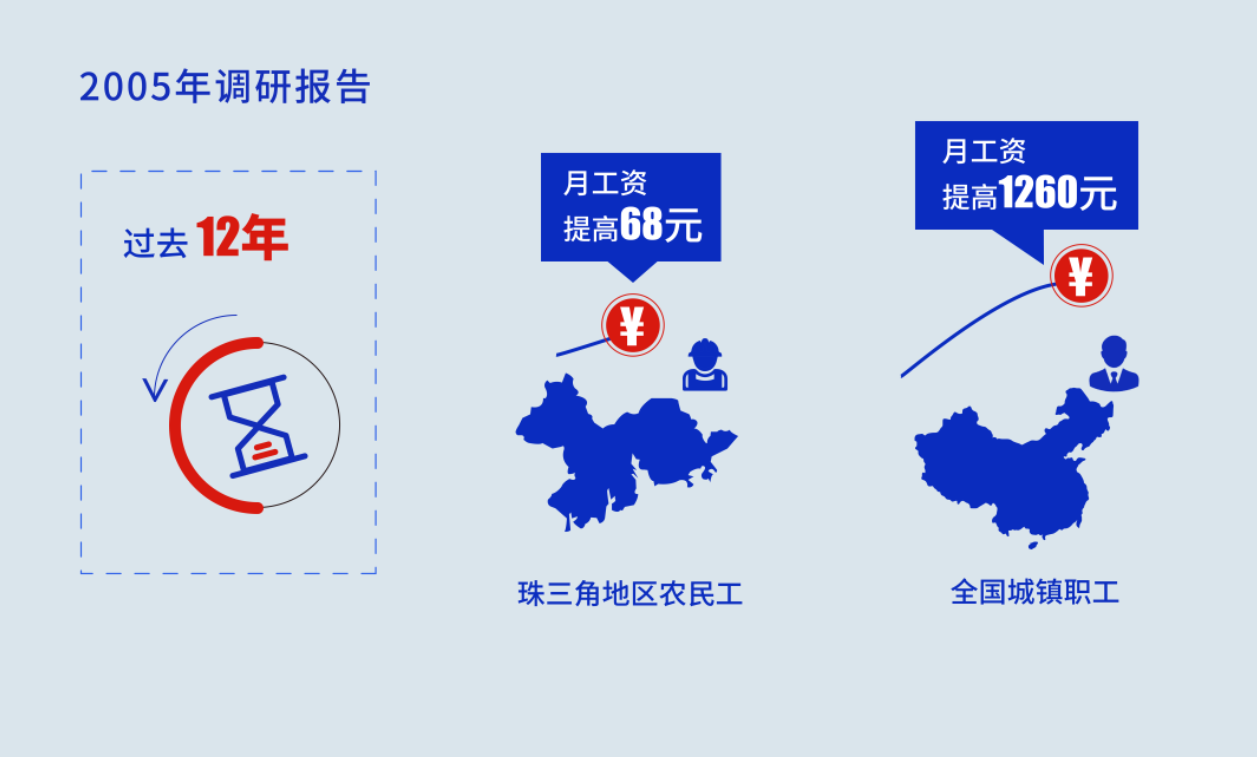 2005年调研报告
过去 12年
月工资
提高68元
¥
珠三角地区农民工
月工资
提高1260元
¥
全国城镇职工